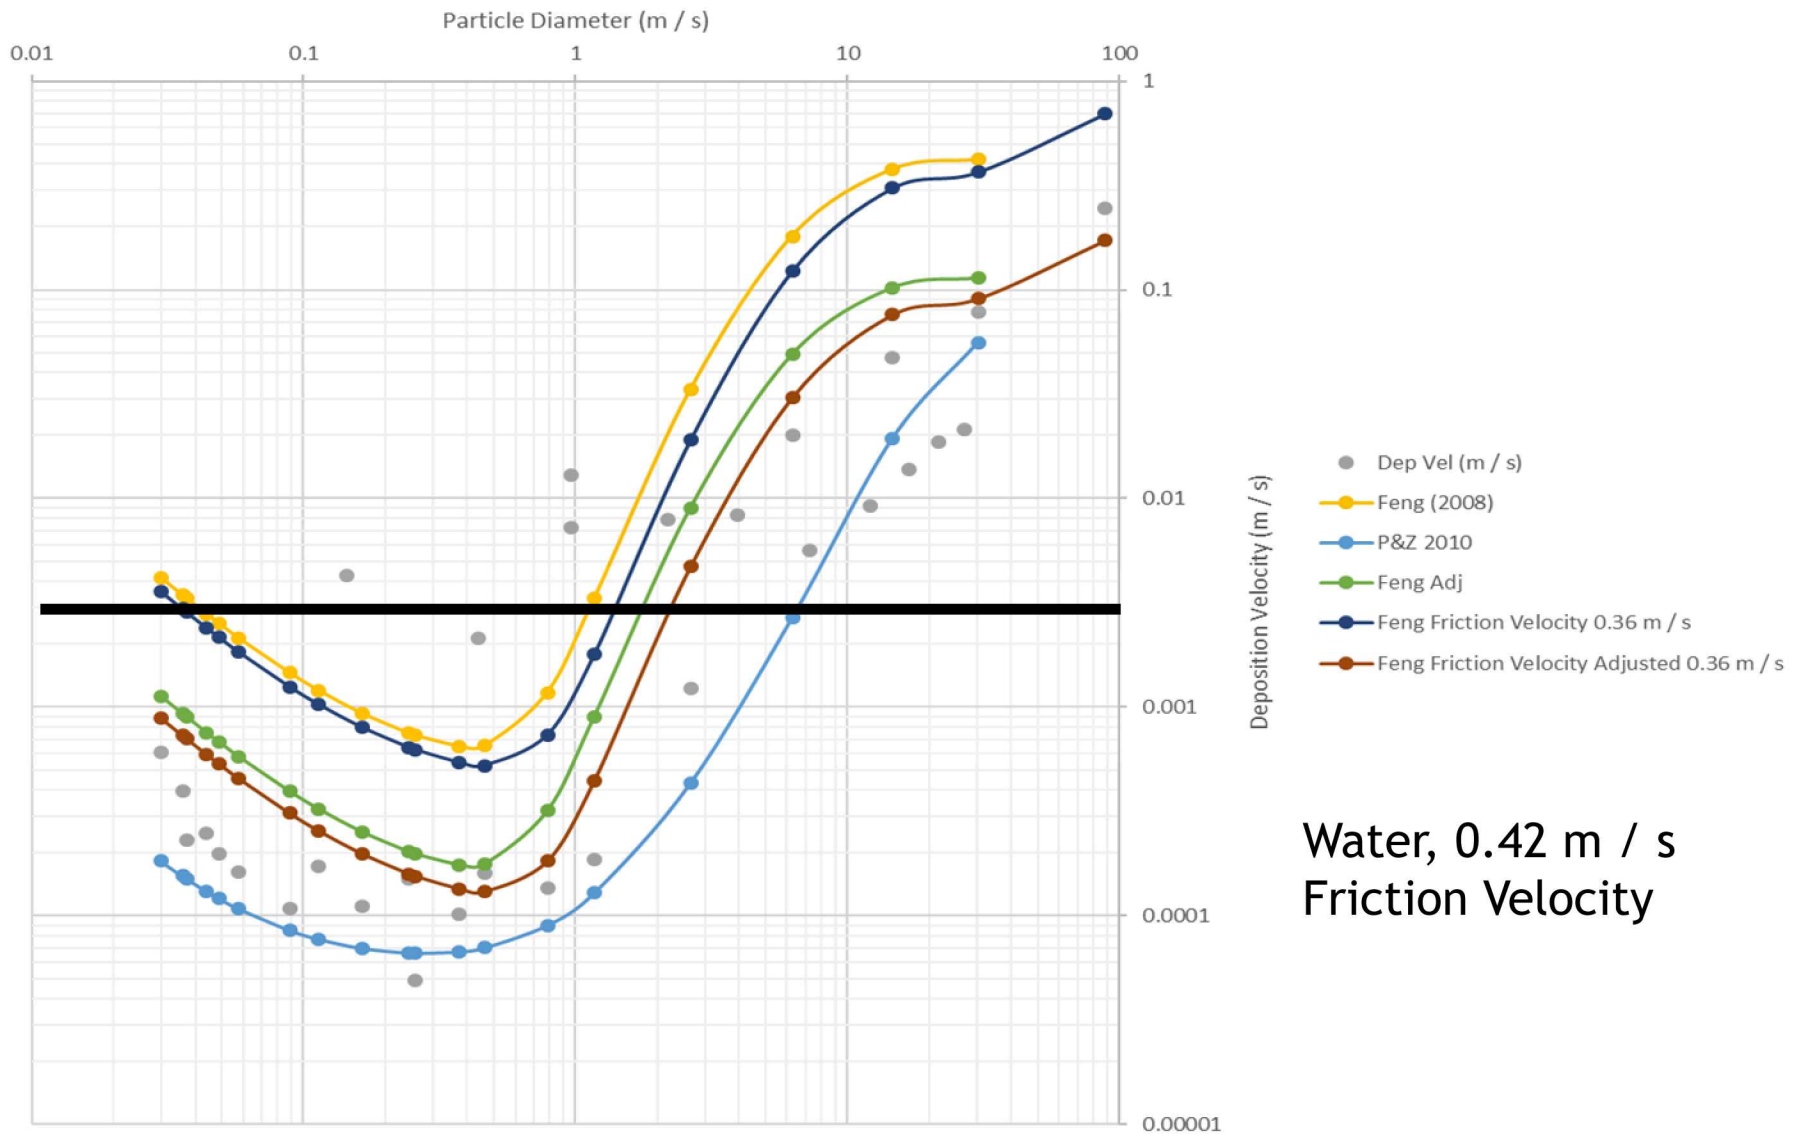 Particle Diameter (m / s)
0.01 0.1 1 10 100
1
0.1
0.01
0.001
0.0001
0.00001
Deposition Velocity (m / s)
Dep Vel (m / s)
Feng (2008)
P&Z 2010
Feng Adj
Feng Friction Velocity 0.36 m / s
Feng Friction Velocity Adjusted 0.36 m / s
Water, 0.42 m / s
Friction Velocity